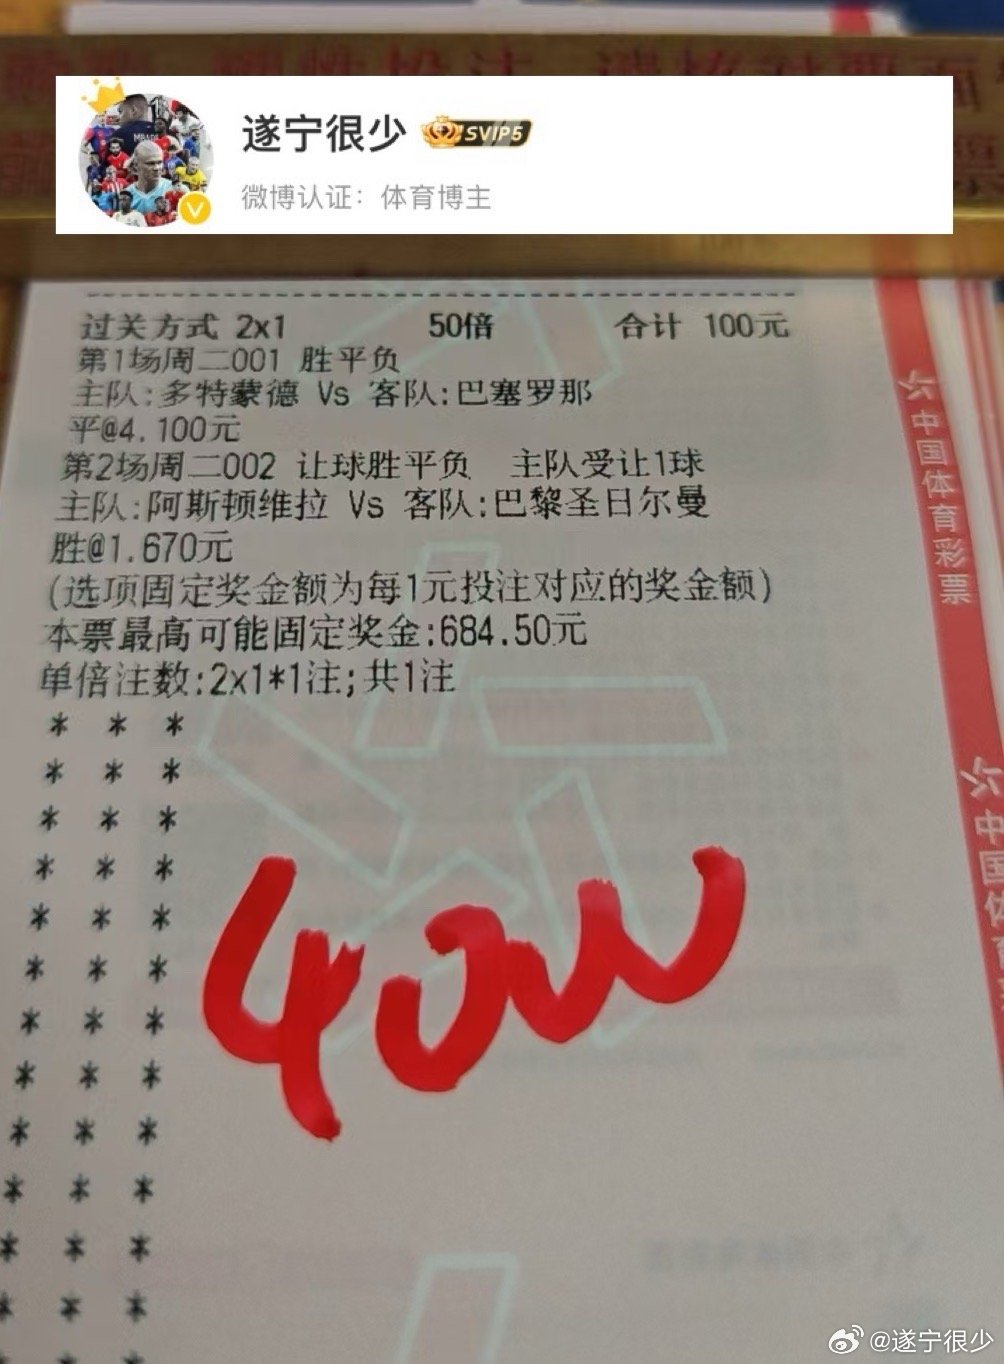 遂宁很少 SVIP5
微博认证：体育博主
过关方式 2x1 50倍 合计 100元
第1场周二001 胜平负
主队:多特蒙德 Vs 客队:巴塞罗那
平@4.100元
第2场周二002 让球胜平负 主队受让1球
主队:阿斯顿维拉 Vs 客队:巴黎圣日尔曼
胜@1.670元
(选项固定奖金额为每1元投注对应的奖金额)
本票最高可能固定奖金:684.50元
单倍注数:2x1*1注;共1注
* * *
* * *
* * *
* * *
* * *
* * *
* * *
* * *
* * *
* * *
* * *
* * *
40w
中国体育彩票
中国体
@遂宁很少